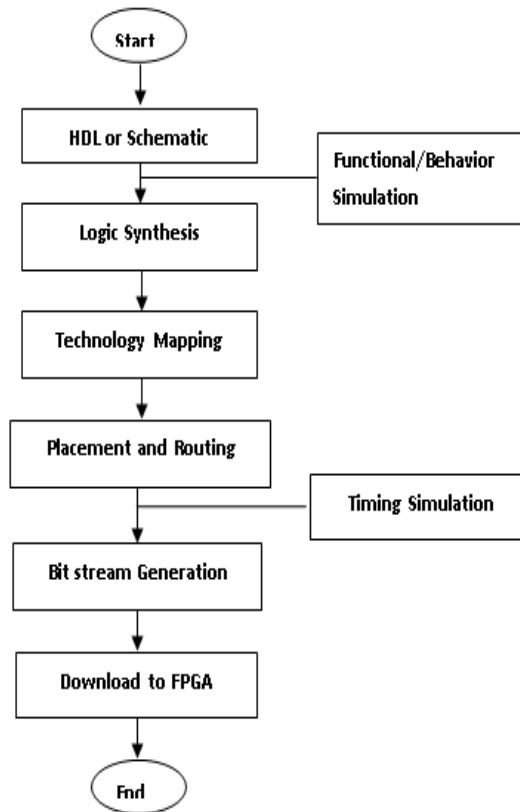 Start
HDL or Schematic
Functional/Behavior
Simulation
Logic Synthesis
Technology Mapping
Placement and Routing
Timing Simulation
Bit stream Generation
Download to FPGA
End